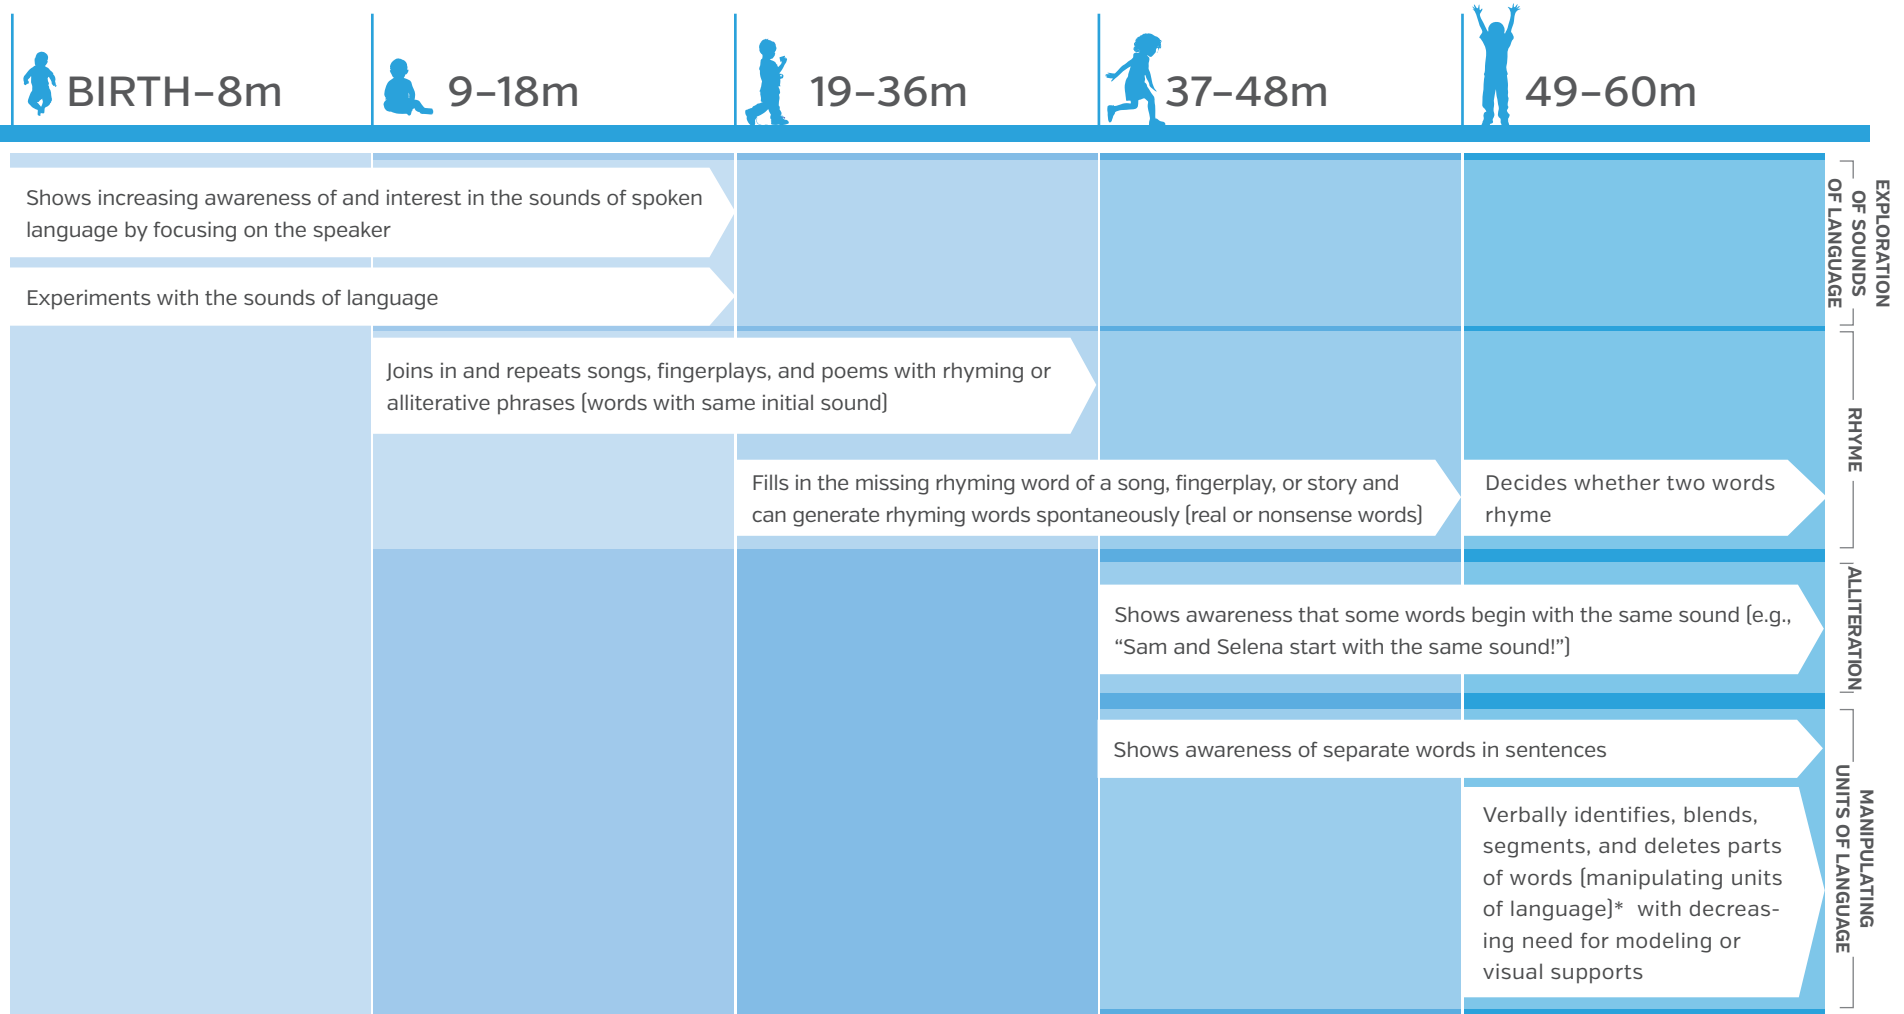 BIRTH–8m
9–18m
19–36m
37–48m
49–60m
Shows increasing awareness of and interest in the sounds of spoken
language by focusing on the speaker
Experiments with the sounds of language
EXPLORATION
OF SOUNDS
OF LANGUAGE
Joins in and repeats songs, fingerplays, and poems with rhyming or
alliterative phrases (words with same initial sound)
Fills in the missing rhyming word of a song, fingerplay, or story and
can generate rhyming words spontaneously (real or nonsense words)
Decides whether two words
rhyme
RHYME
Shows awareness that some words begin with the same sound (e.g.,
“Sam and Selena start with the same sound!”)
ALLITERATION
Shows awareness of separate words in sentences
Verbally identifies, blends,
segments, and deletes parts
of words (manipulating units
of language)* with decreas-
ing need for modeling or
visual supports
MANIPULATING
UNITS OF LANGUAGE